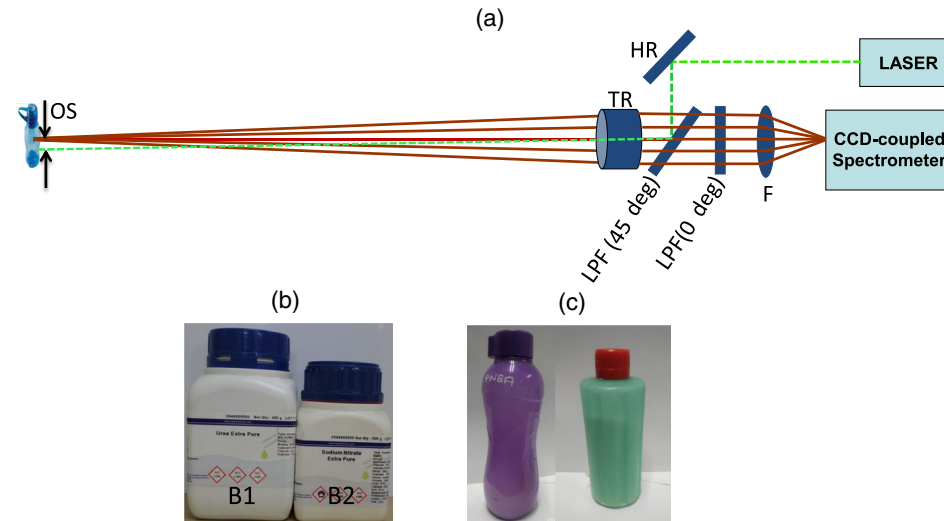 (a)
HR
LASER
OS
TR
CCD-coupled
Spectrometer
LPF (45 deg)
LPF(0 deg)
F
(b)
(c)
Urea Extra Pure
Sodium Nitrate
Extra Pure
B1
B2
PNBA